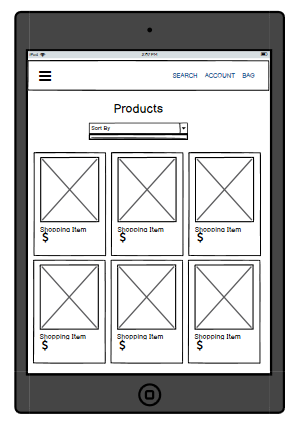 iPad 2:70 PM
SEARCH ACCOUNT BAG
Products
Sort By
Shopping Item Shopping Item Shopping Item
$ $ $
Shopping Item Shopping Item Shopping Item
$ $ $